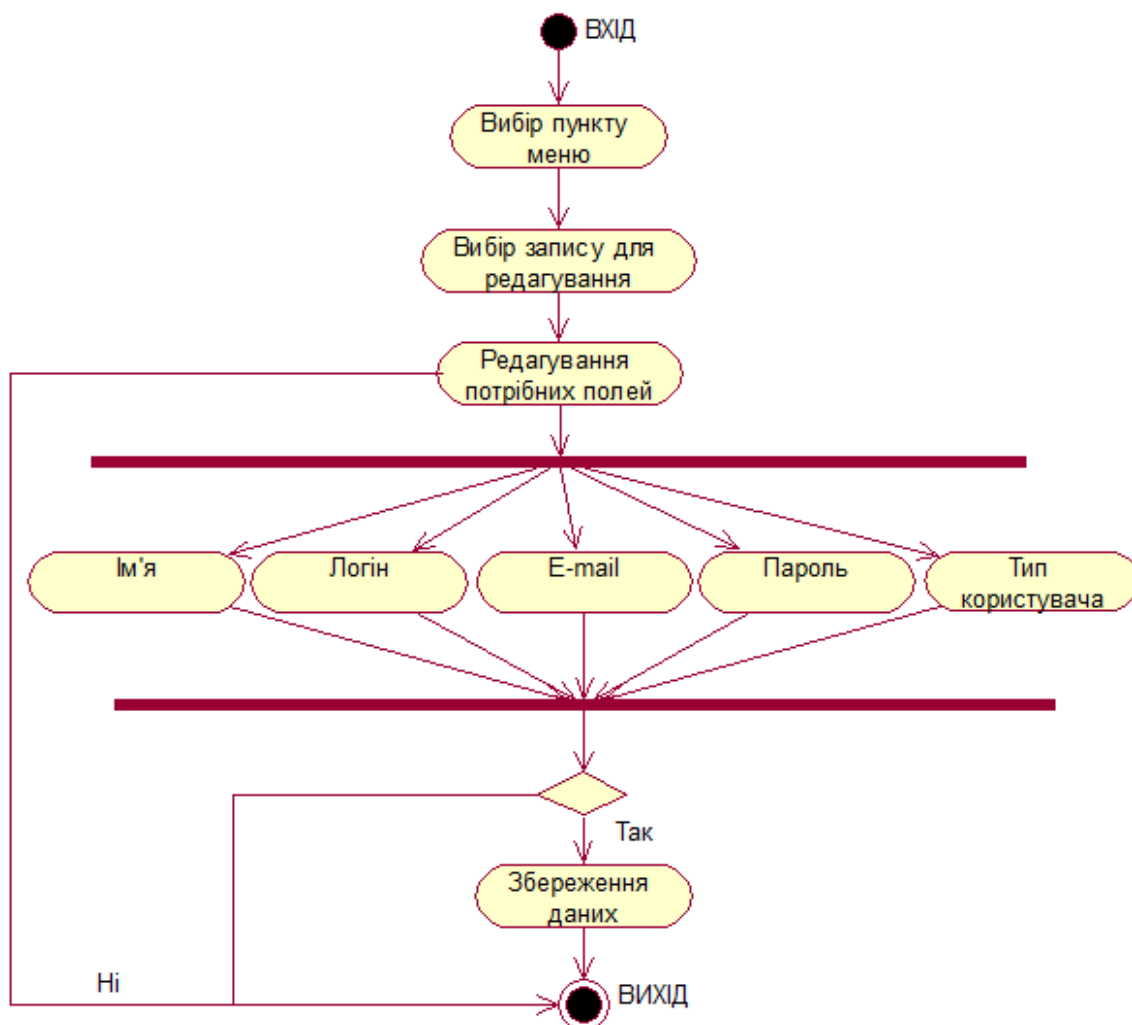 ВХІД
Вибір пункту
меню
Вибір запису для
редагування
Редагування
потрібних полей
Ім'я
Логін
E-mail
Пароль
Тип
користувача
Так
Збереження
даних
Ні
ВИХІД